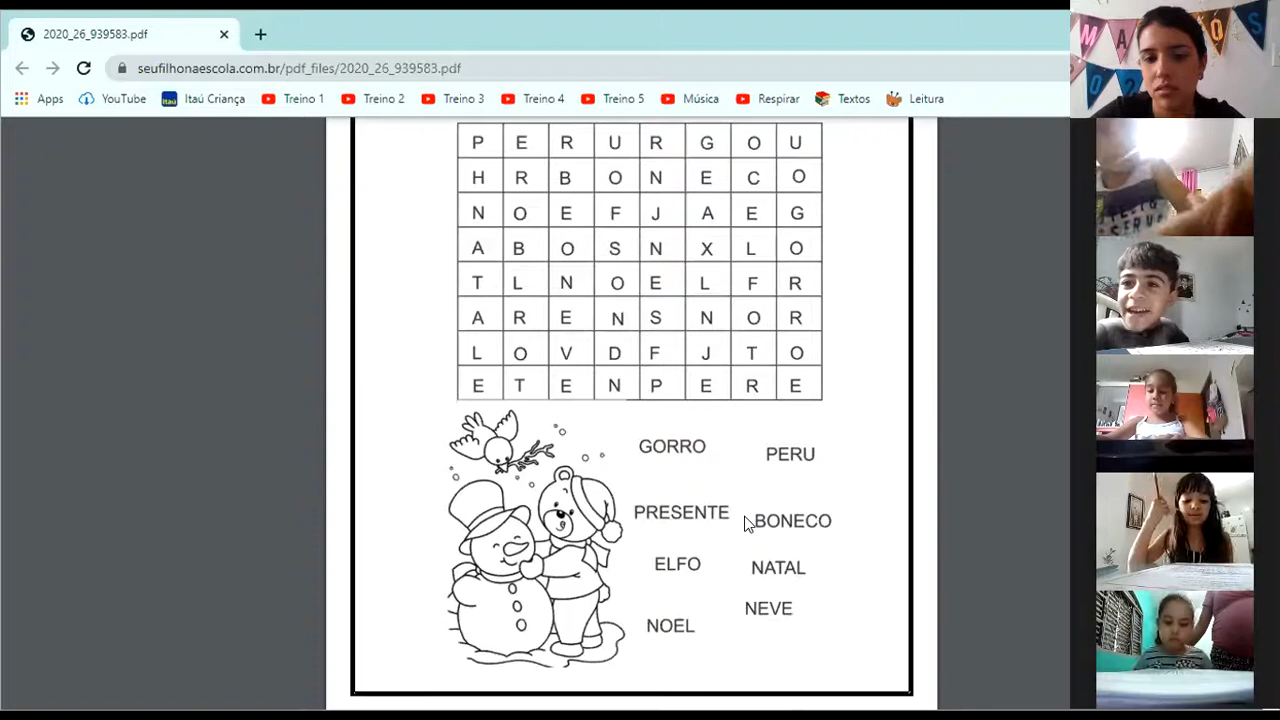 2020_26_939583.pdf
seufilhonaescola.com.br/pdf_files/2020_26_939583.pdf
Apps YouTube Itaú Itaú Criança Treino 1 Treino 2 Treino 3 Treino 4 Treino 5 Música Respirar Textos Leitura
P E R U R G O U
H R B O N E C O
N O E F J A E G
A B O S N X L O
T L N O E L F R
A R E N S N O R
L O V D F J T O
E T E N P E R E
GORRO PERU
PRESENTE BONECO
ELFO NATAL
NEVE
NOEL
M A